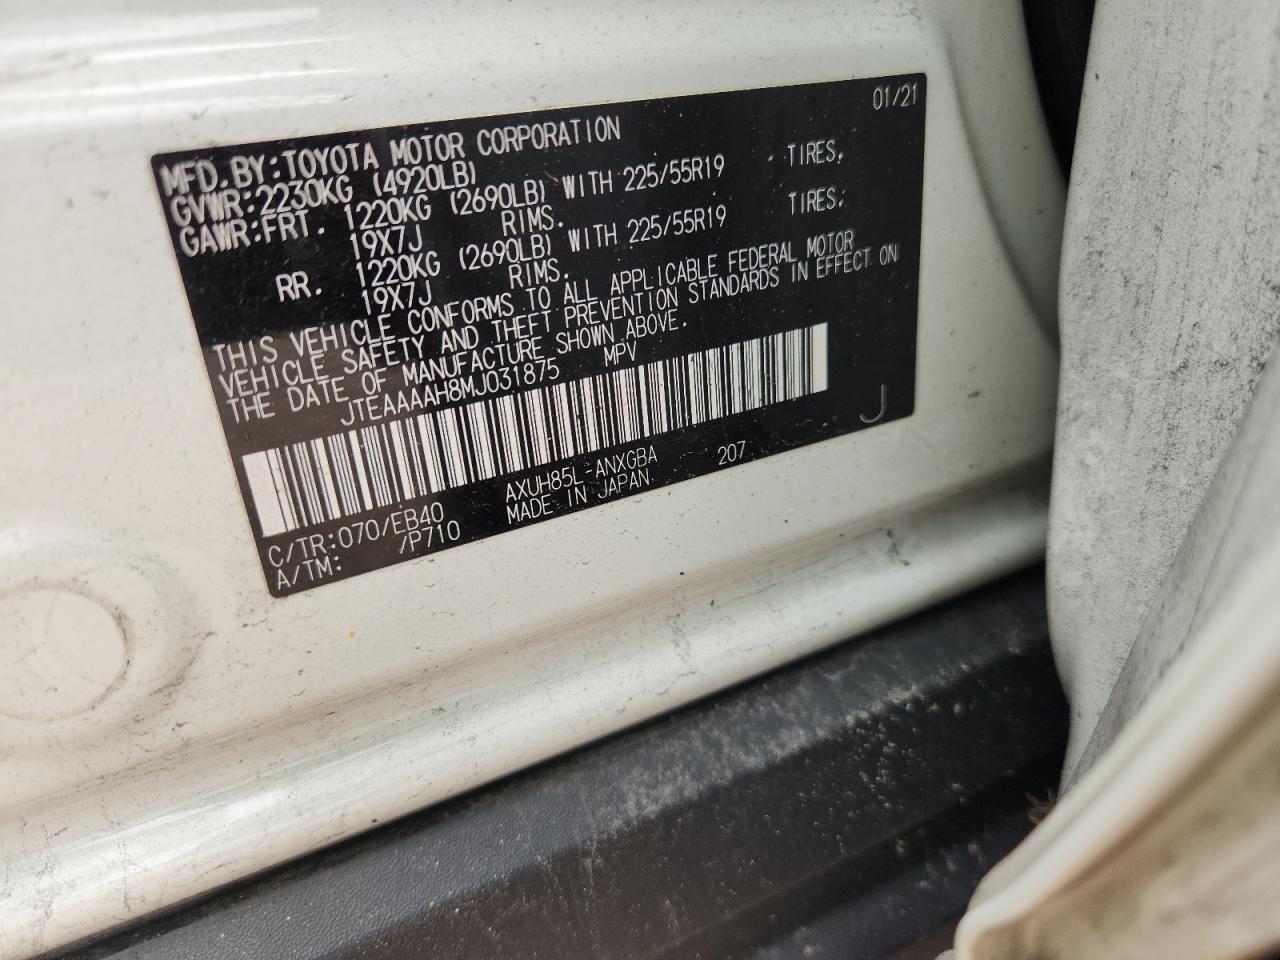 01/21
MFD.BY:TOYOTA MOTOR CORPORATION
GVWR:2230KG (4920LB)
GAWR:FRT. 1220KG (2690LB) WITH 225/55R19 TIRES,
19X7J RIMS.
RR. 1220KG (2690LB) WITH 225/55R19 TIRES,
19X7J RIMS.
THIS VEHICLE CONFORMS TO ALL APPLICABLE FEDERAL MOTOR
VEHICLE SAFETY AND THEFT PREVENTION STANDARDS IN EFFECT ON
THE DATE OF MANUFACTURE SHOWN ABOVE.
JTEAAAAH8MJ031875 MPV
J
C/TR:070/EB40 AXUH85L-ANXGBA 207
A/TM: /P710 MADE IN JAPAN